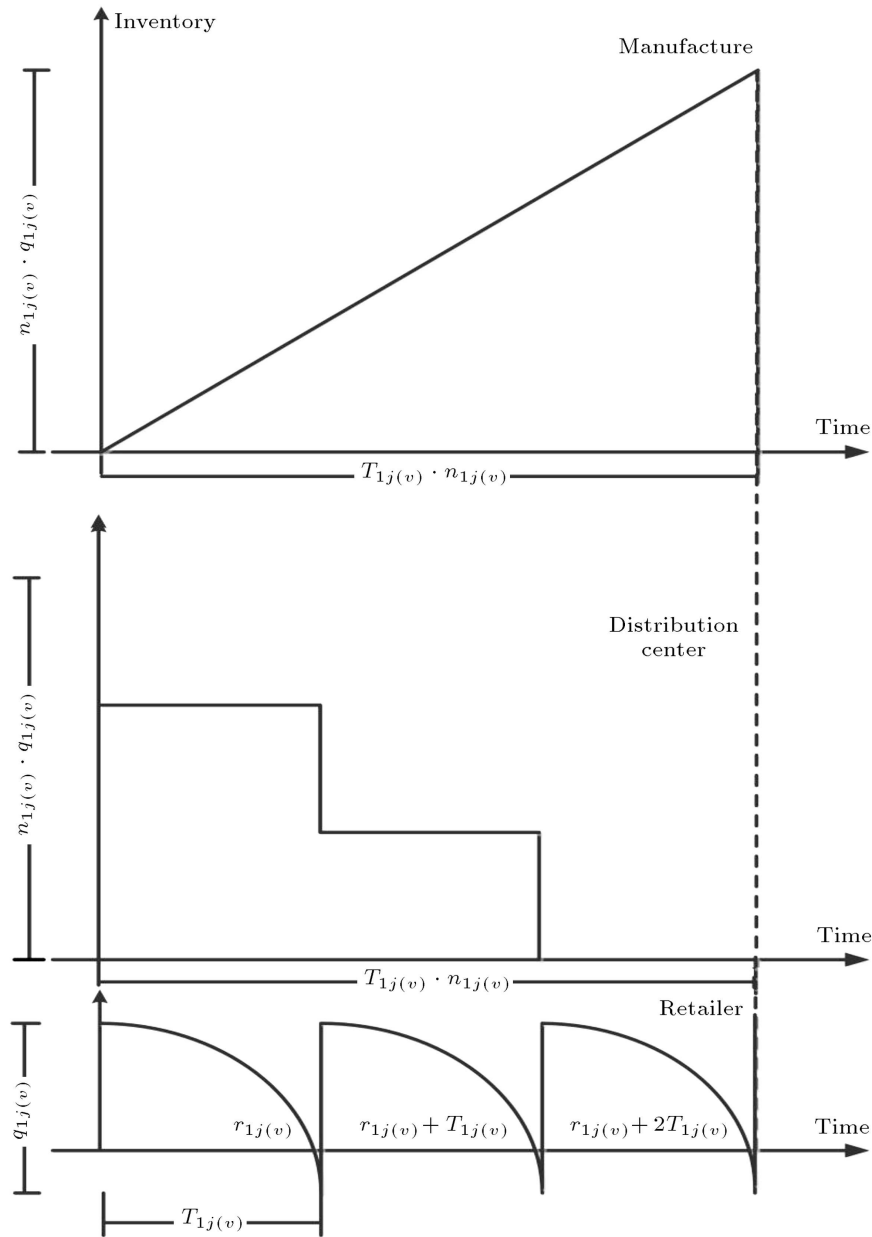 Inventory
Manufacture
n1j(v) · q1j(v)
Time
T1j(v) · n1j(v)
Distribution
center
n1j(v) · q1j(v)
Time
T1j(v) · n1j(v)
Retailer
q1j(v)
r1j(v)
r1j(v) + T1j(v)
r1j(v) + 2T1j(v)
Time
T1j(v)